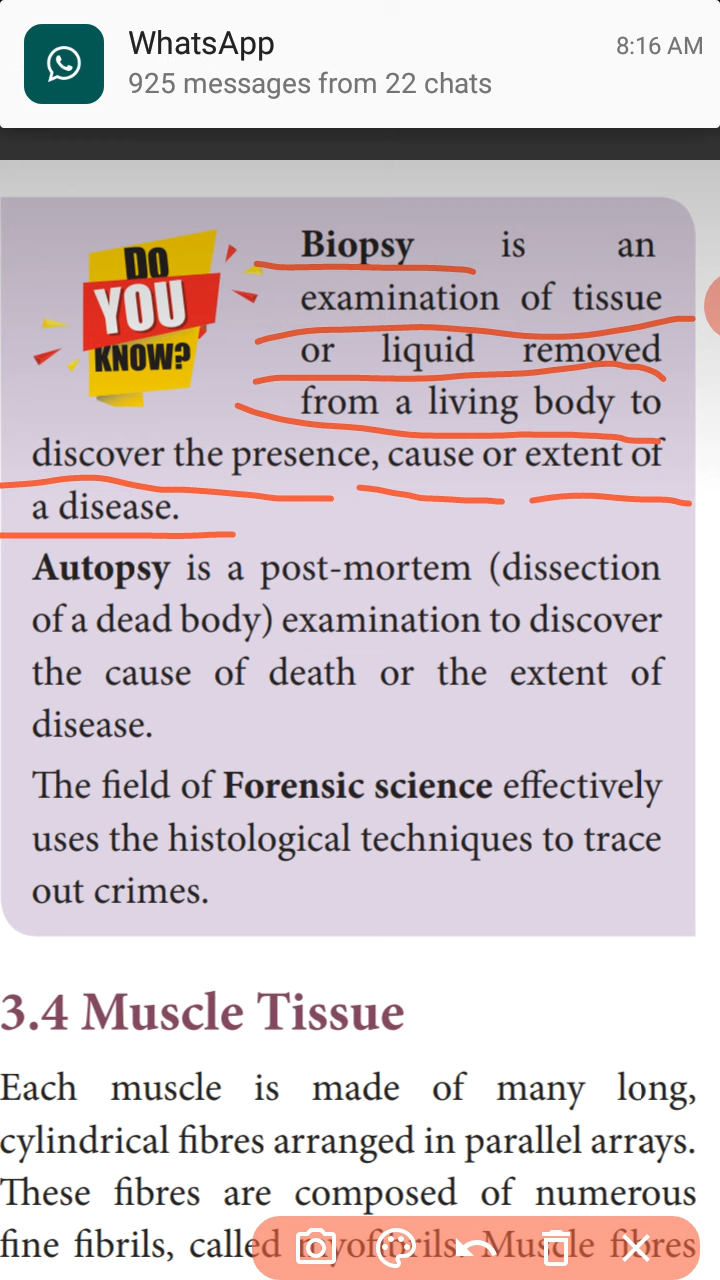 WhatsApp 8:16 AM
925 messages from 22 chats
DO
YOU
KNOW?
Biopsy is an
examination of tissue
or liquid removed
from a living body to
discover the presence, cause or extent of
a disease.
Autopsy is a post-mortem (dissection
of a dead body) examination to discover
the cause of death or the extent of
disease.
The field of Forensic science effectively
uses the histological techniques to trace
out crimes.
3.4 Muscle Tissue
Each muscle is made of many long,
cylindrical fibres arranged in parallel arrays.
These fibres are composed of numerous
fine fibrils, called myofibrils. Muscle fibres